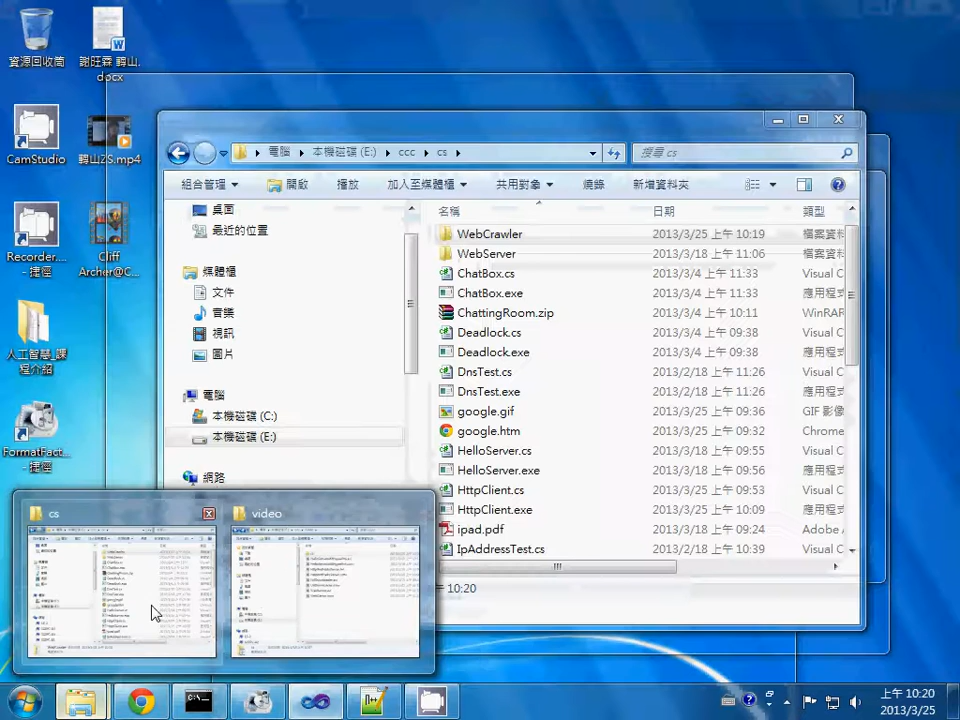 資源回收筒
謝旺霖 轉山.docx
CamStudio
轉山ZS.mp4
Recorder.... - 捷徑
Cliff Archer@C...
人工智慧_課程介紹
FormatFact... - 捷徑
電腦 本機磁碟 (E:) ccc cs
搜尋 cs
組合管理 開啟 播放 加入至媒體櫃 共用對象 燒錄 新增資料夾
桌面
最近的位置
媒體櫃
文件
音樂
視訊
圖片
電腦
本機磁碟 (C:)
本機磁碟 (E:)
網路
名稱 日期 類型
WebCrawler 2013/3/25 上午 10:19 檔案資料
WebServer 2013/3/18 上午 11:06 檔案資料
ChatBox.cs 2013/3/4 上午 11:33 Visual C
ChatBox.exe 2013/3/4 上午 11:33 應用程式
ChattingRoom.zip 2013/3/4 上午 10:11 WinRAR
Deadlock.cs 2013/3/4 上午 09:38 Visual C
Deadlock.exe 2013/3/4 上午 09:38 應用程式
DnsTest.cs 2013/2/18 上午 11:26 Visual C
DnsTest.exe 2013/2/18 上午 11:26 應用程式
google.gif 2013/3/25 上午 09:36 GIF 影像
google.htm 2013/3/25 上午 09:32 Chrome
HelloServer.cs 2013/3/18 上午 09:55 Visual C
HelloServer.exe 2013/3/18 上午 09:56 應用程式
HttpClient.cs 2013/3/25 上午 10:09 Visual C
HttpClient.exe 2013/3/25 上午 10:09 應用程式
ipad.pdf 2013/3/18 上午 09:24 Adobe
IpAddressTest.cs 2013/2/18 上午 10:39 Visual C
午 10:20
cs
video
上午 10:20
2013/3/25